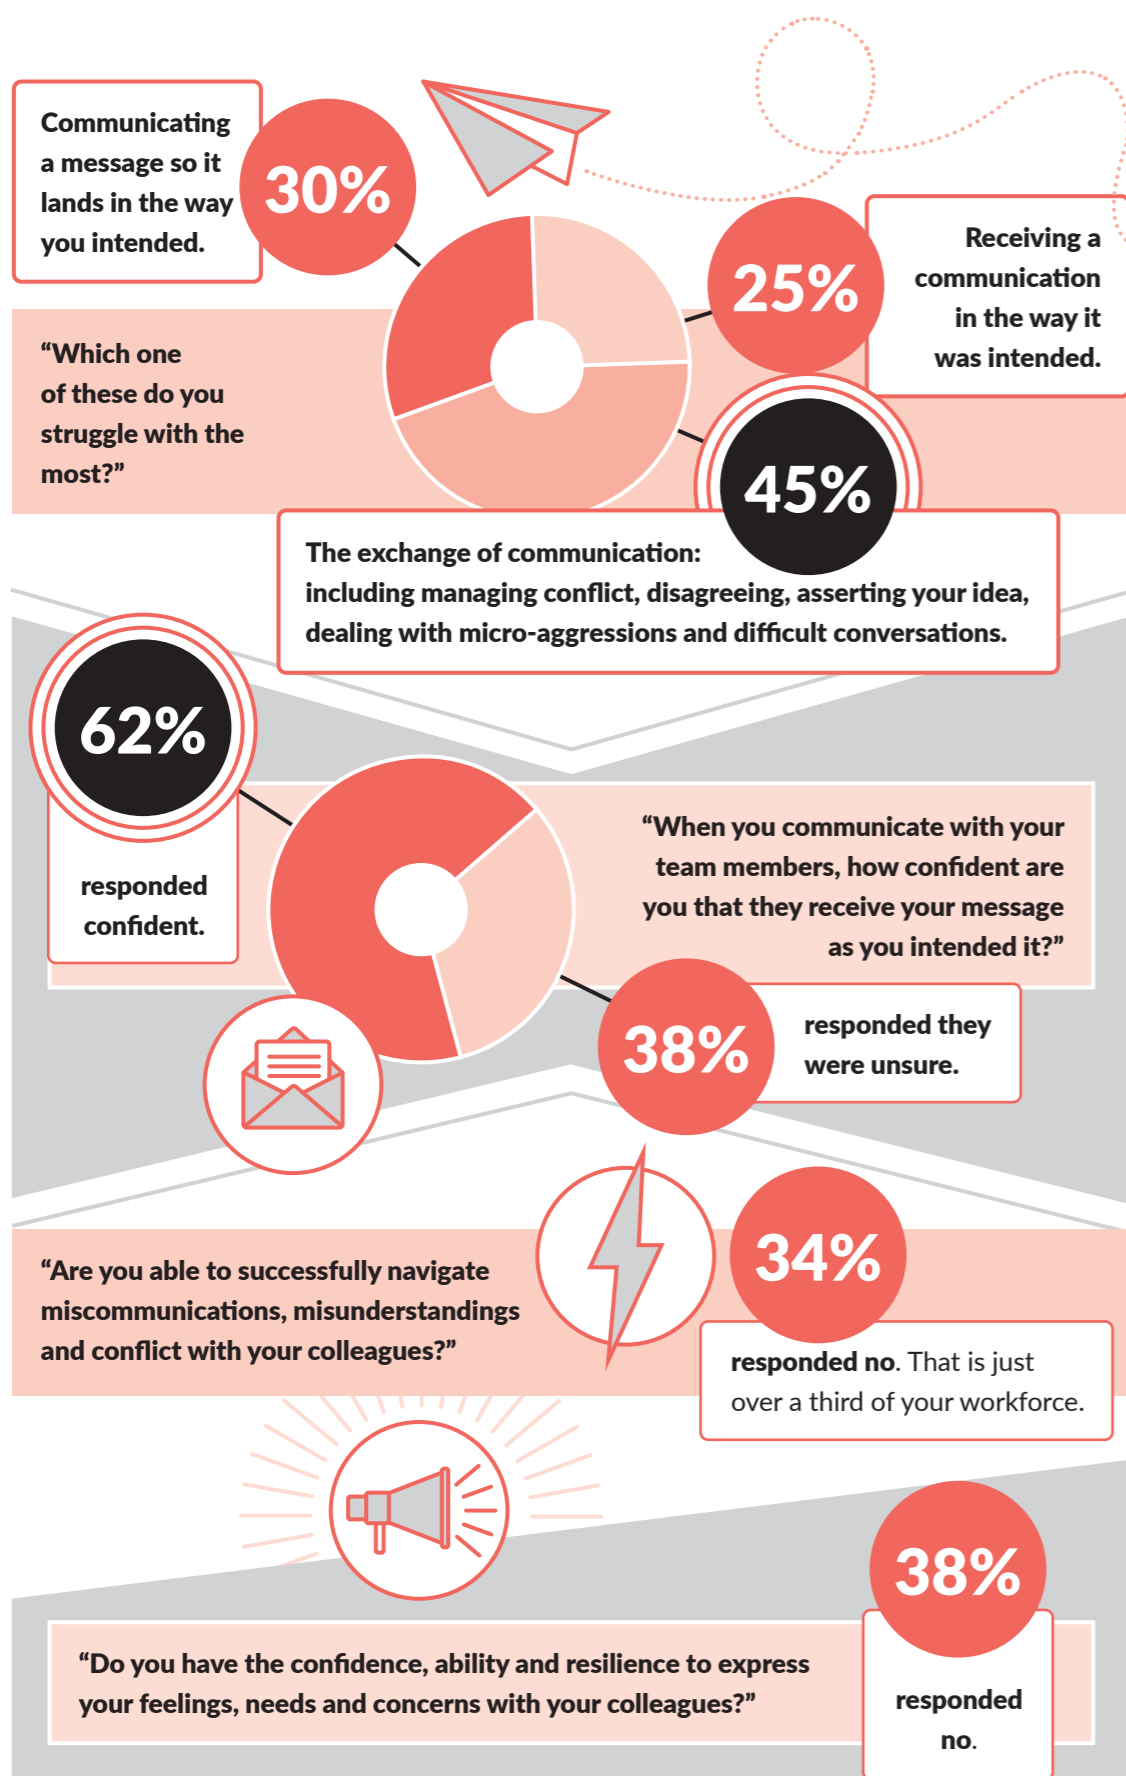 Communicating
a message so it
lands in the way
you intended.
30%
25%
Receiving a
communication
in the way it
was intended.
“Which one
of these do you
struggle with the
most?”
45%
The exchange of communication:
including managing conflict, disagreeing, asserting your idea,
dealing with micro-aggressions and difficult conversations.
62%
responded
confident.
“When you communicate with your
team members, how confident are
you that they receive your message
as you intended it?”
38%
responded they
were unsure.
“Are you able to successfully navigate
miscommunications, misunderstandings
and conflict with your colleagues?”
34%
responded no. That is just
over a third of your workforce.
“Do you have the confidence, ability and resilience to express
your feelings, needs and concerns with your colleagues?”
38%
responded
no.